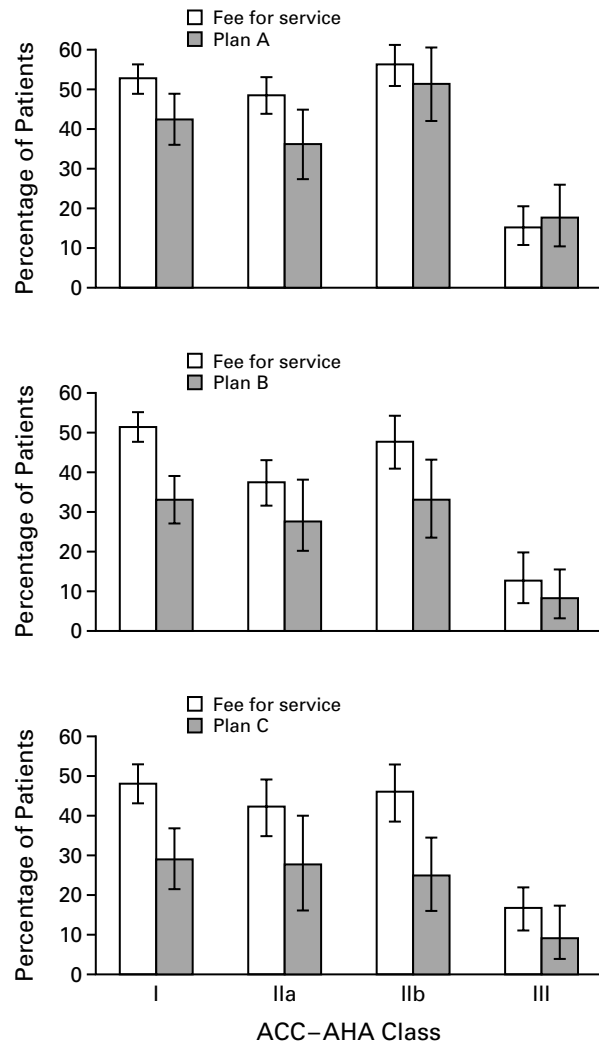 Fee for service
Plan A
Percentage of Patients
60
50
40
30
20
10
0
Fee for service
Plan B
Percentage of Patients
60
50
40
30
20
10
0
Fee for service
Plan C
Percentage of Patients
60
50
40
30
20
10
0
I IIa IIb III
ACC–AHA Class